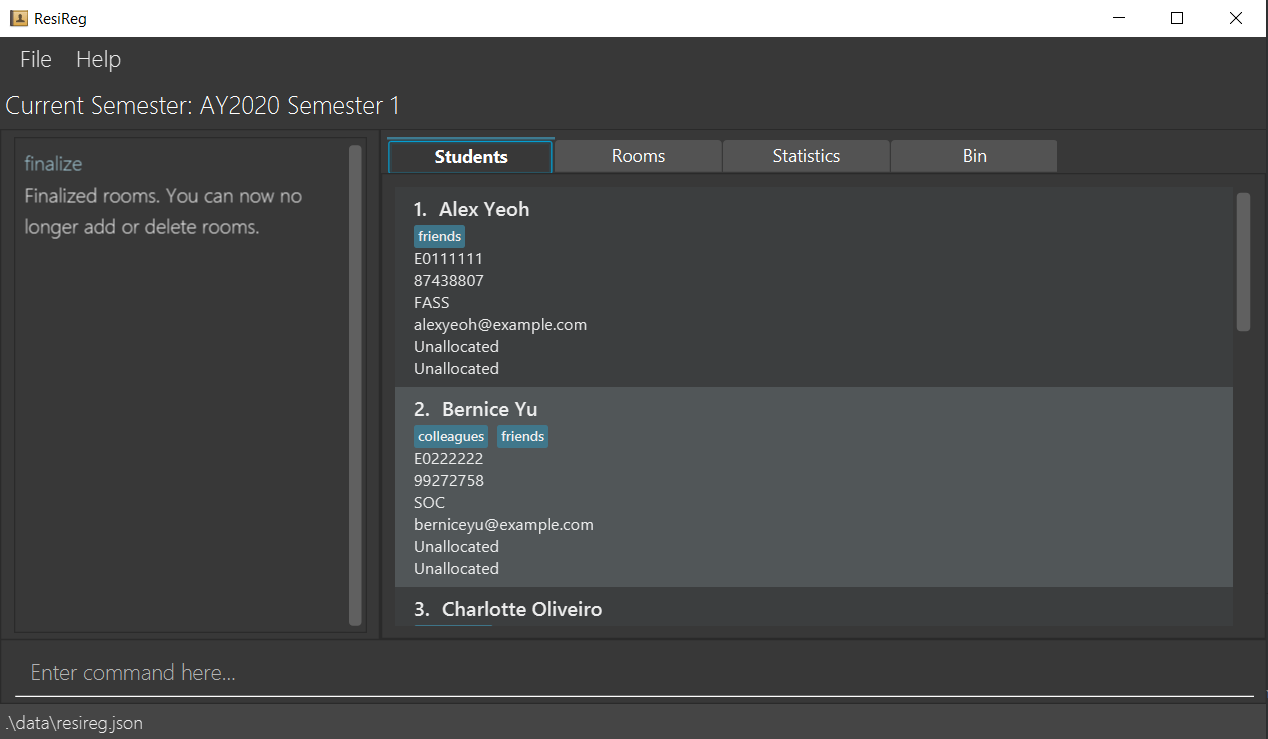 ResiReg
File Help
Current Semester: AY2020 Semester 1
finalize
Finalized rooms. You can now no
longer add or delete rooms.
Students Rooms Statistics Bin
1. Alex Yeoh
friends
E0111111
87438807
FASS
alexyeoh@example.com
Unallocated
Unallocated
2. Bernice Yu
colleagues friends
E0222222
99272758
SOC
berniceyu@example.com
Unallocated
Unallocated
3. Charlotte Oliveiro
Enter command here...
.\data\resireg.json